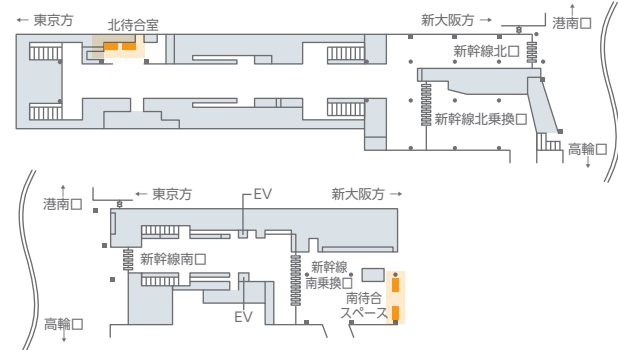 ← 東京方
北待合室
新大阪方 →
港南口
新幹線北口
新幹線北乗換口
高輪口
港南口
← 東京方
EV
新大阪方 →
新幹線南口
新幹線
南乗換口
南待合
スペース
EV
高輪口